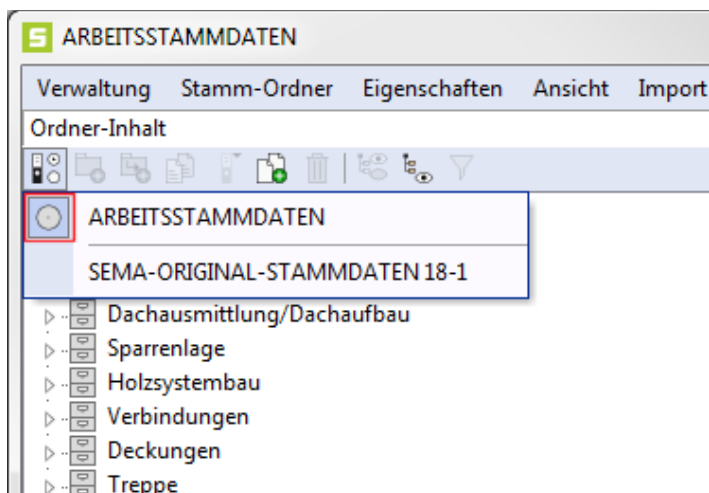 ARBEITSSTAMMDATEN
Verwaltung Stamm-Ordner Eigenschaften Ansicht Import
Ordner-Inhalt
ARBEITSSTAMMDATEN
SEMA-ORIGINAL-STAMMDATEN 18-1
Dachausmittlung/Dachaufbau
Sparrenlage
Holzsystembau
Verbindungen
Deckungen
Treppe